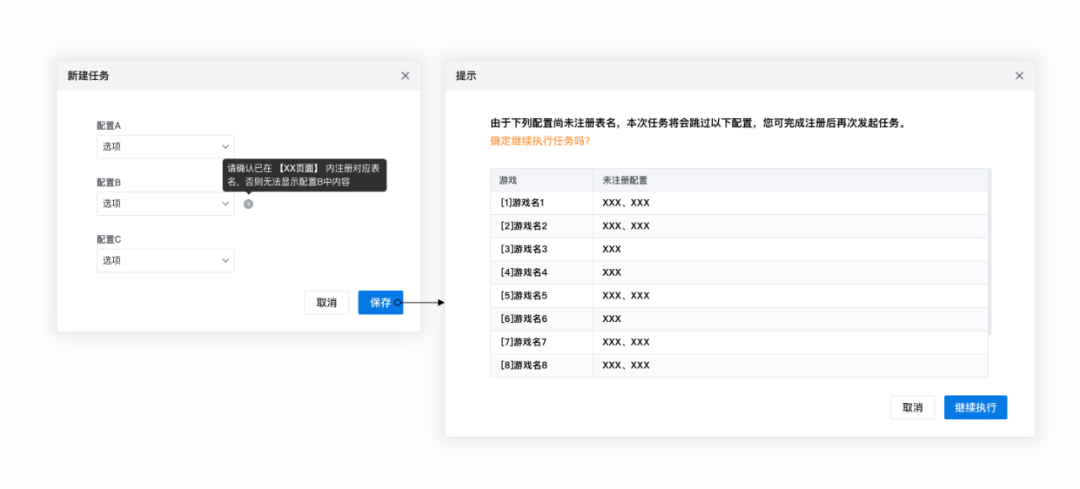 新建任务
配置A
选项
请确认已在 【XX页面】 内注册对应表
名，否则无法显示配置B中内容
配置B
选项
?
配置C
选项
取消 保存
提示
由于下列配置尚未注册表名，本次任务将会跳过以下配置，您可完成注册后再次发起任务。
确定继续执行任务吗？
游戏 未注册配置
[1]游戏名1 XXX、XXX
[2]游戏名2 XXX、XXX
[3]游戏名3 XXX
[4]游戏名4 XXX
[5]游戏名5 XXX、XXX
[6]游戏名6 XXX
[7]游戏名7 XXX、XXX
[8]游戏名8 XXX、XXX
取消 继续执行